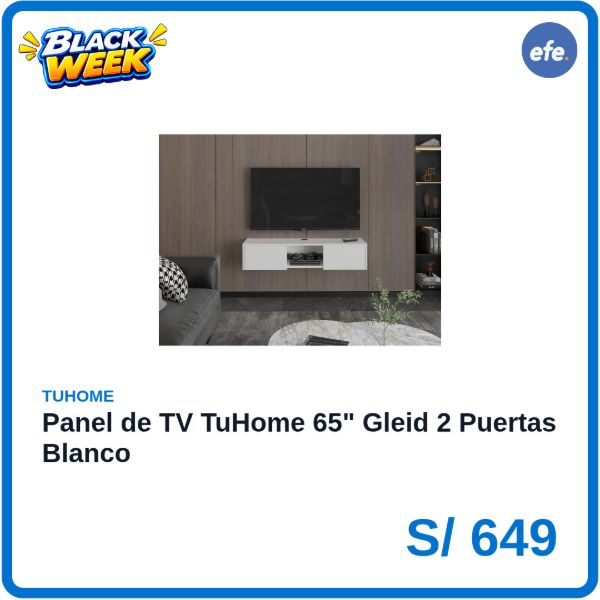 BLACK
WEEK
efe.
TUHOME
Panel de TV TuHome 65" Gleid 2 Puertas
Blanco
S/ 649